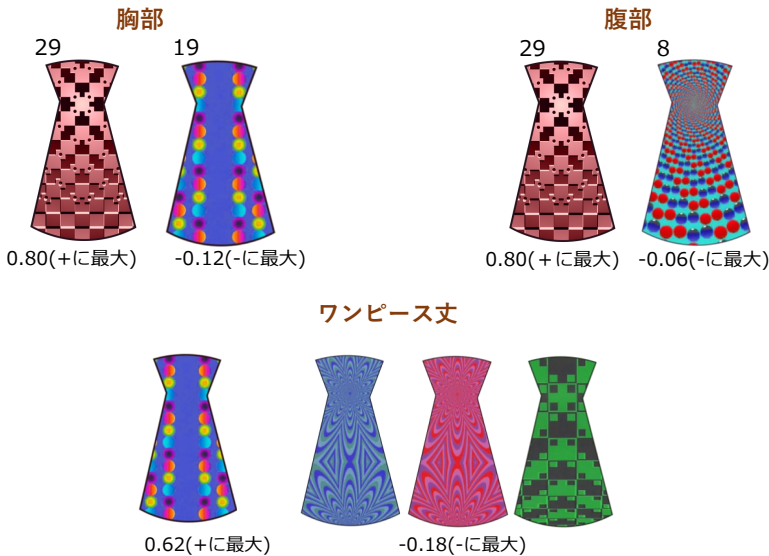 胸部
29
19
0.80(+に最大)
-0.12(-に最大)
腹部
29
8
0.80(＋に最大)
-0.06(-に最大)
ワンピース丈
0.62(+に最大)
-0.18(-に最大)